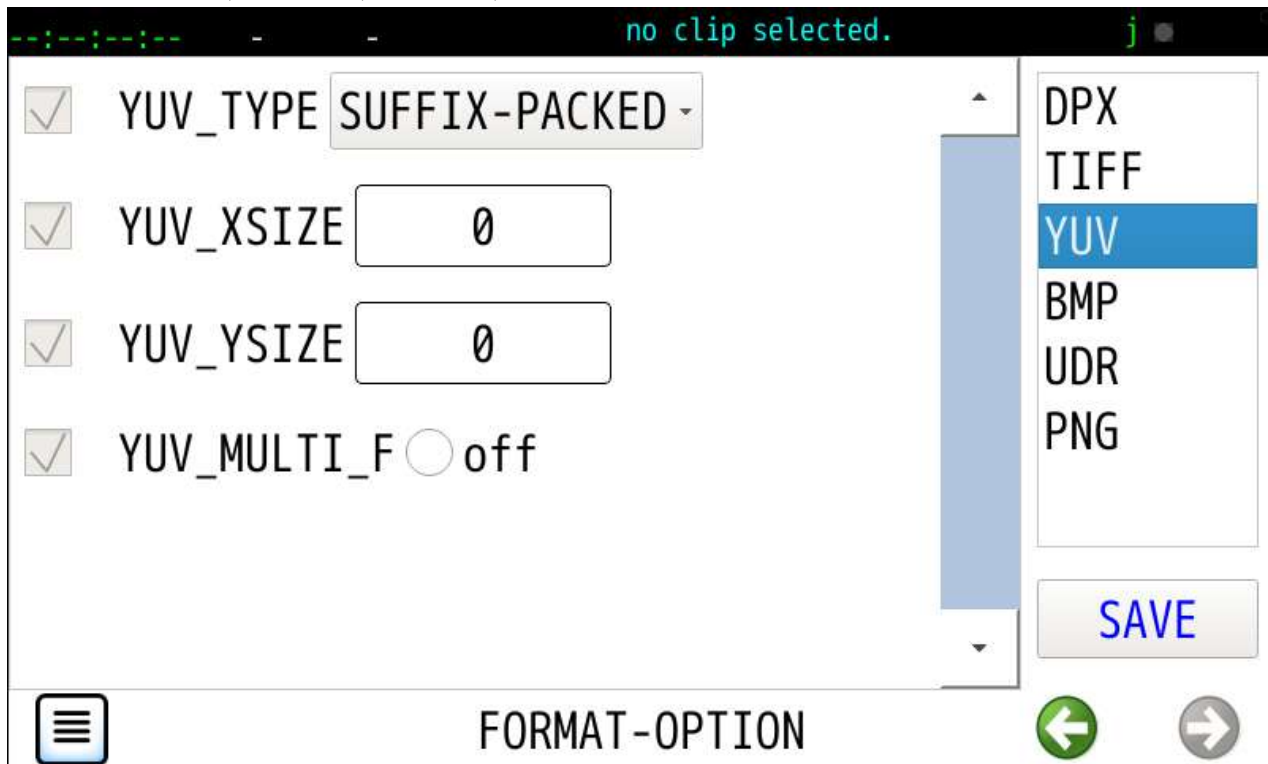 --:--:--:-- - - no clip selected. j
YUV_TYPE SUFFIX-PACKED
YUV_XSIZE 0
YUV_YSIZE 0
YUV_MULTI_F off
DPX
TIFF
YUV
BMP
UDR
PNG
SAVE
FORMAT-OPTION